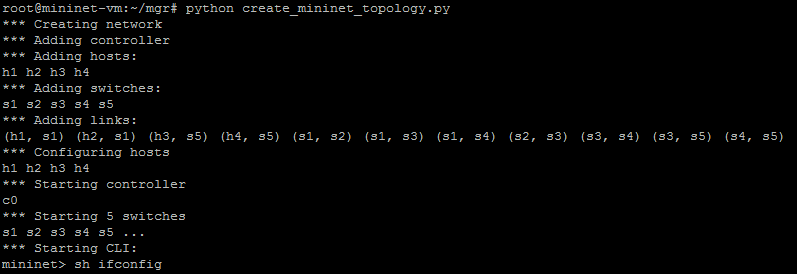 root@mininet-vm:~/mgr# python create_mininet_topology.py
*** Creating network
*** Adding controller
*** Adding hosts:
h1 h2 h3 h4
*** Adding switches:
s1 s2 s3 s4 s5
*** Adding links:
(h1, s1) (h2, s1) (h3, s5) (h4, s5) (s1, s2) (s1, s3) (s1, s4) (s2, s3) (s3, s4) (s3, s5) (s4, s5)
*** Configuring hosts
h1 h2 h3 h4
*** Starting controller
c0
*** Starting 5 switches
s1 s2 s3 s4 s5 ...
*** Starting CLI:
mininet> sh ifconfig